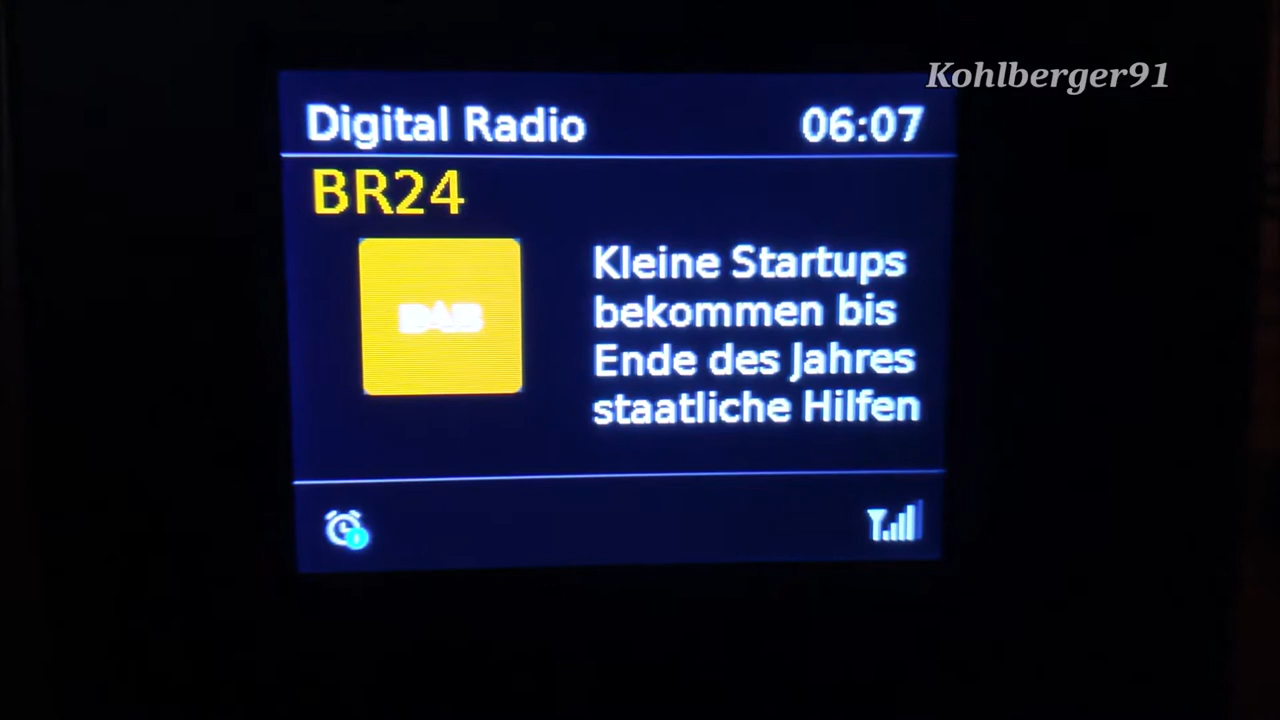 Kohlberger91
Digital Radio 06:07
BR24
DAB
Kleine Startups
bekommen bis
Ende des Jahres
staatliche Hilfen